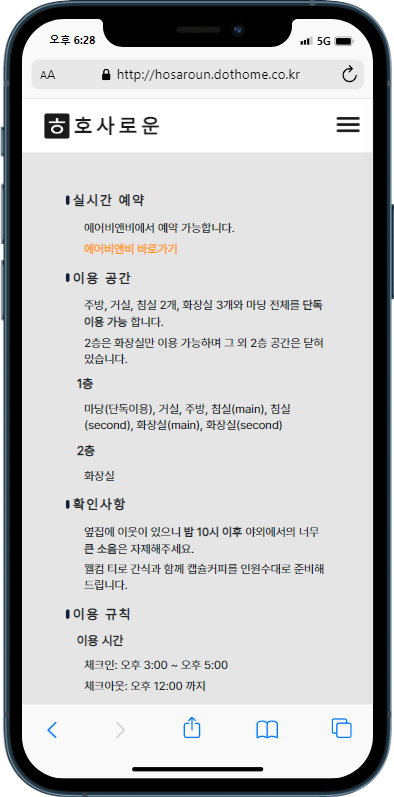 오후 6:28
5G
AA
http://hosaroun.dothome.co.kr
ㅎ 호사로운
실시간 예약
에어비앤비에서 예약 가능합니다.
에어비앤비 바로가기
이용 공간
주방, 거실, 침실 2개, 화장실 3개와 마당 전체를 단독
이용 가능 합니다.
2층은 화장실만 이용 가능하며 그 외 2층 공간은 닫혀
있습니다.
1층
마당(단독이용), 거실, 주방, 침실(main), 침실
(second), 화장실(main), 화장실(second)
2층
화장실
확인사항
옆집에 이웃이 있으니 밤 10시 이후 야외에서의 너무
큰 소음은 자제해주세요.
웰컴 티로 간식과 함께 캡슐커피를 인원수대로 준비해
드립니다.
이용 규칙
이용 시간
체크인: 오후 3:00 ~ 오후 5:00
체크아웃: 오후 12:00 까지